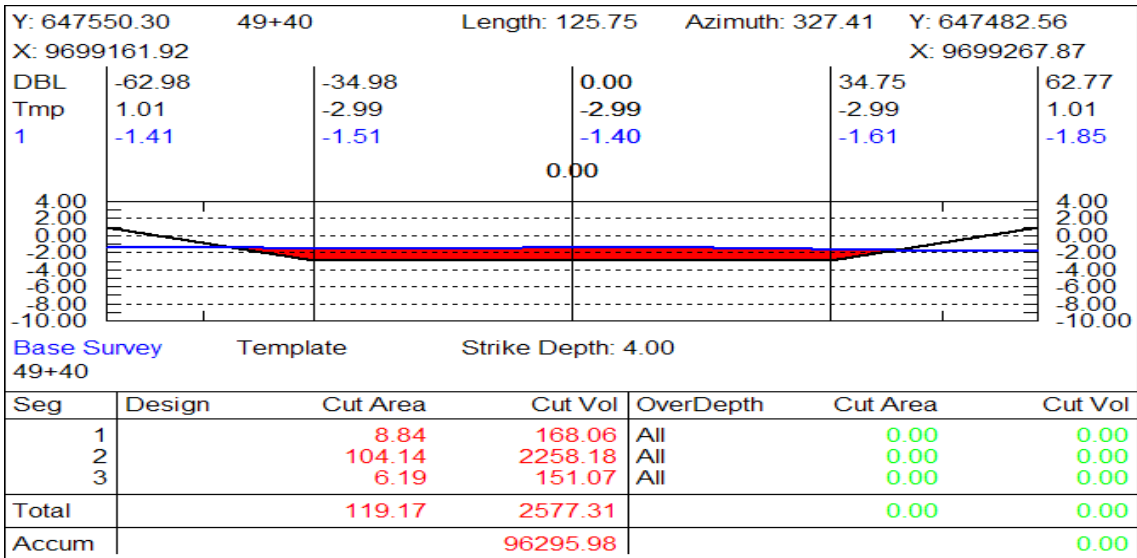 Y: 647550.30 49+40 Length: 125.75 Azimuth: 327.41 Y: 647482.56
X: 9699161.92 X: 9699267.87
DBL -62.98 -34.98 0.00 34.75 62.77
Tmp 1.01 -2.99 -2.99 -2.99 1.01
1 -1.41 -1.51 -1.40 -1.61 -1.85
0.00
4.00 4.00
2.00 2.00
0.00 0.00
-2.00 -2.00
-4.00 -4.00
-6.00 -6.00
-8.00 -8.00
-10.00 -10.00
Base Survey Template Strike Depth: 4.00
49+40
Seg Design Cut Area Cut Vol OverDepth Cut Area Cut Vol
1 8.84 168.06 All 0.00 0.00
2 104.14 2258.18 All 0.00 0.00
3 6.19 151.07 All 0.00 0.00
Total 119.17 2577.31 0.00 0.00
Accum 96295.98 0.00